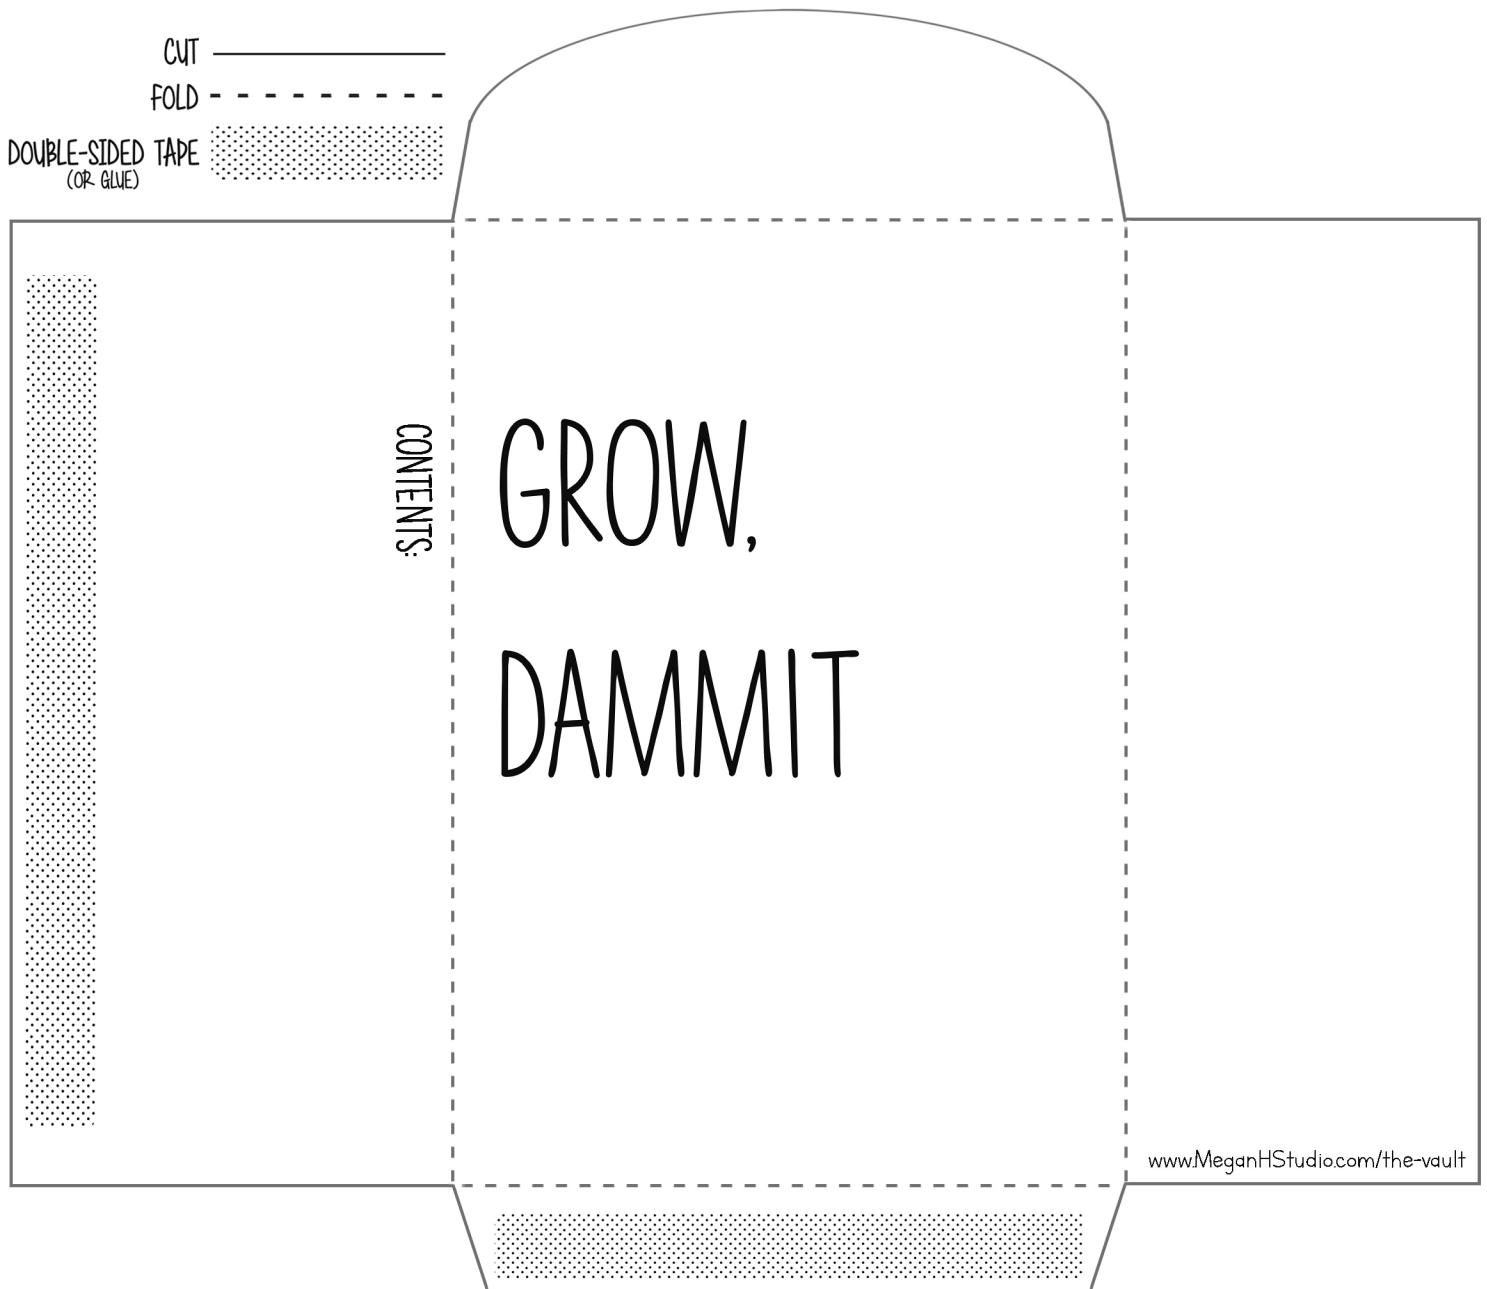 CUT
FOLD
DOUBLE-SIDED TAPE
(OR GLUE)
CONTENTS:
GROW,
DAMMIT
www.MeganHStudio.com/the-vault